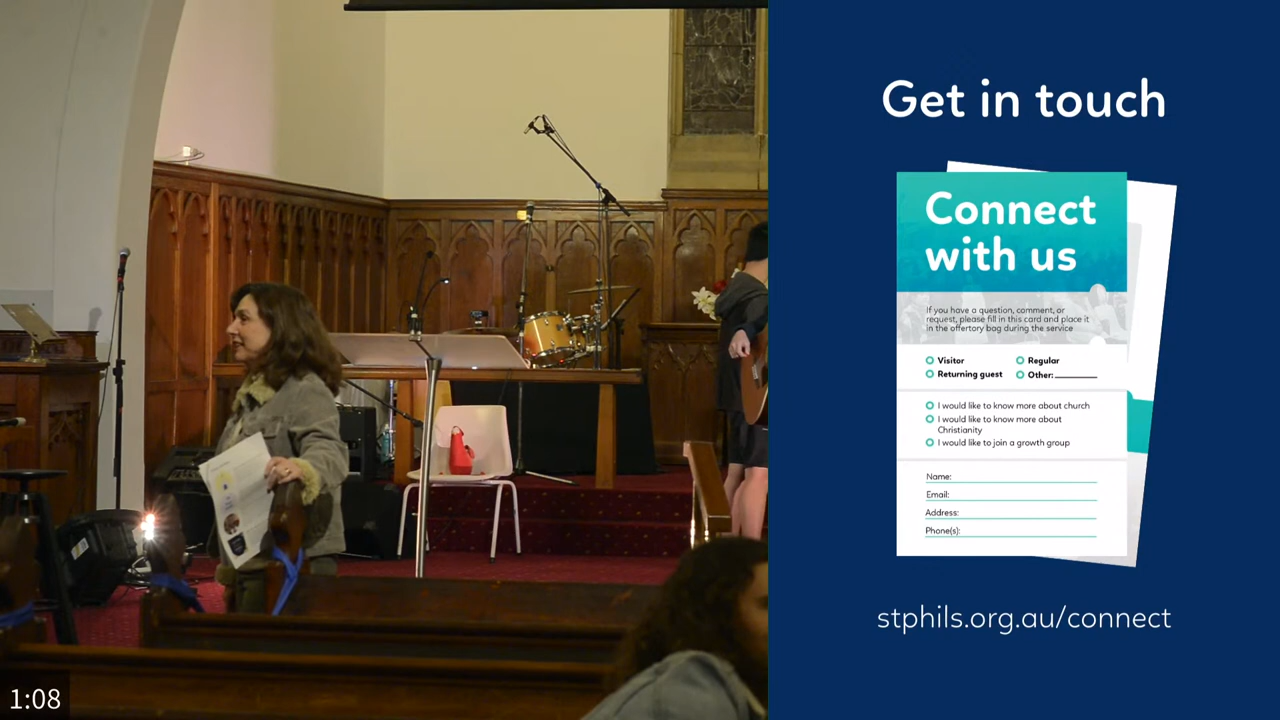 Get in touch
Connect
with us
If you have a question, comment, or
request, please fill in this card and place it
in the offertory bag during the service
Visitor
Regular
Returning guest
Other:
I would like to know more about church
I would like to know more about
Christianity
I would like to join a growth group
Name:
Email:
Address:
Phone(s):
stphils.org.au/connect
1:08